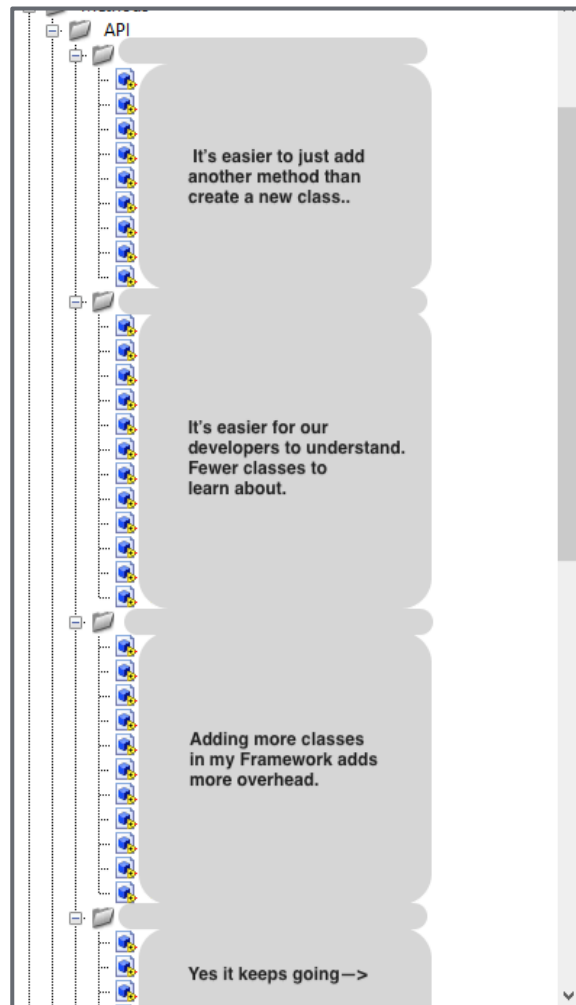 API
It's easier to just add
another method than
create a new class..
It's easier for our
developers to understand.
Fewer classes to
learn about.
Adding more classes
in my Framework adds
more overhead.
Yes it keeps going—>